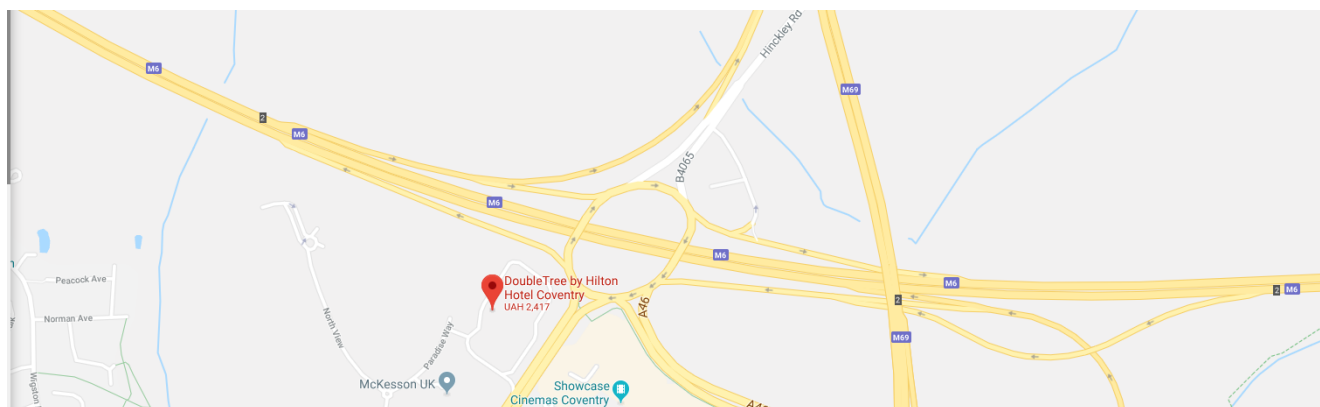 Hinckley Rd
M6
M69
2
M6
B4065
M6
M6
Peacock Ave
DoubleTree by Hilton
Hotel Coventry
UAH 2,417
M6
2
M6
2
A46
Norman Ave
North View
Paradise Way
M69
Wigston
McKesson UK
Showcase
Cinemas Coventry